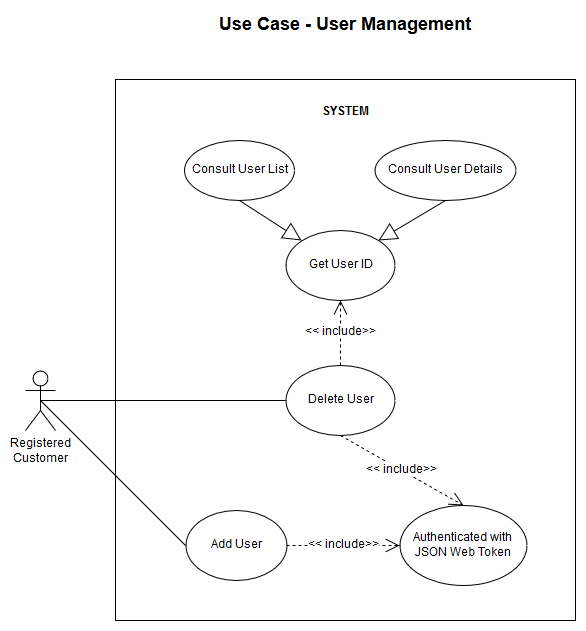 Use Case - User Management
SYSTEM
Consult User List
Consult User Details
Get User ID
<< include>>
Delete User
Registered
Customer
<< include>>
Add User
<< include>>
Authenticated with
JSON Web Token